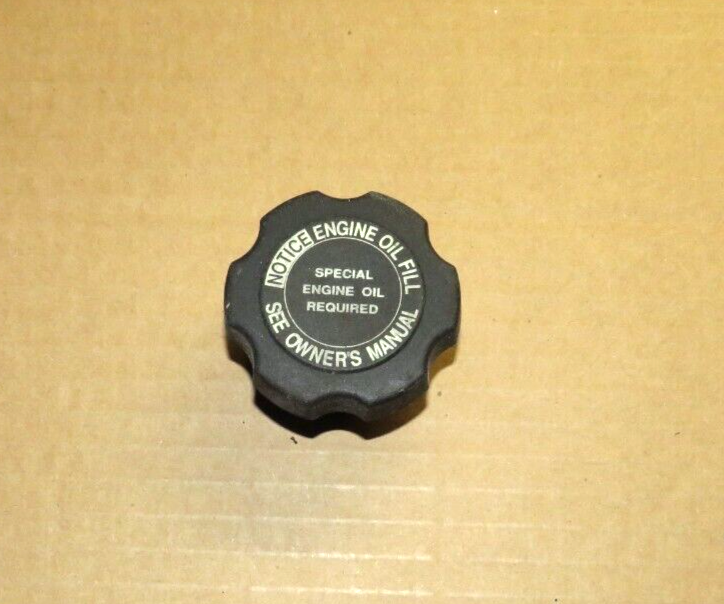 NOTICE ENGINE OIL FILL
SPECIAL
ENGINE OIL
REQUIRED
SEE OWNER'S MANUAL